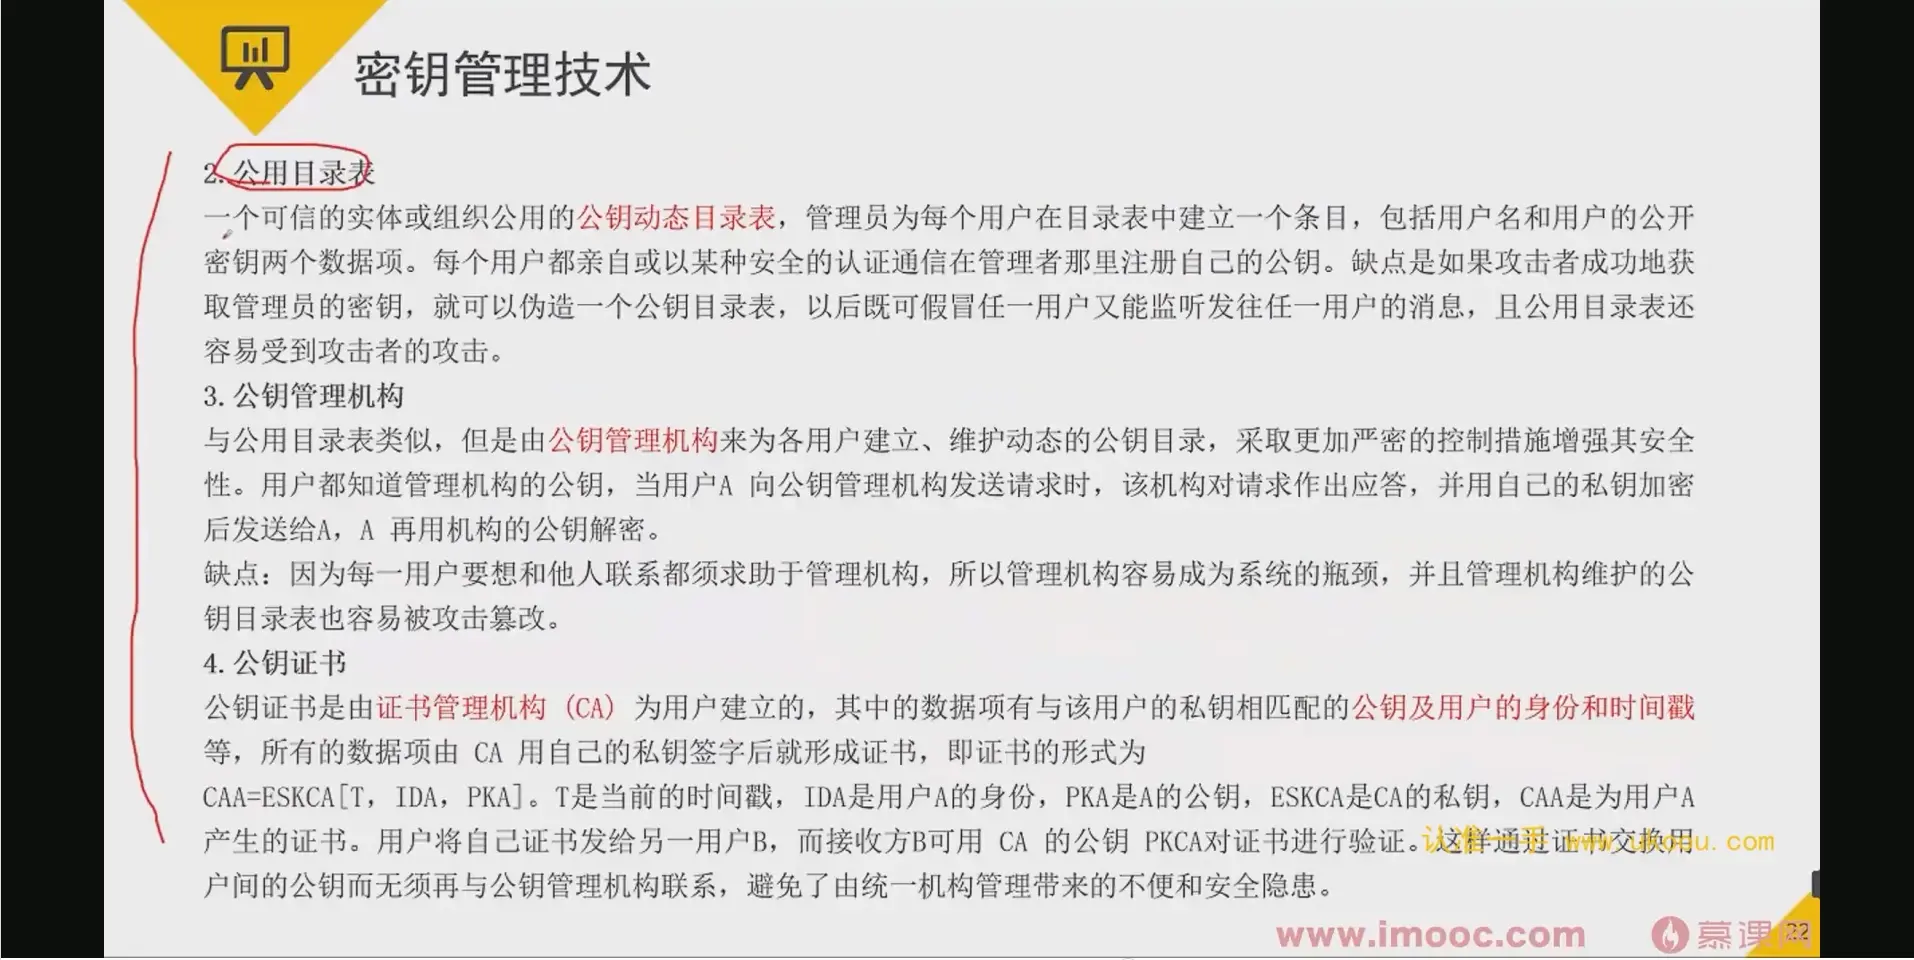 密钥管理技术
2.公用目录表
一个可信的实体或组织公用的公钥动态目录表，管理员为每个用户在目录表中建立一个条目，包括用户名和用户的公开
密钥两个数据项。每个用户都亲自或以某种安全的认证通信在管理者那里注册自己的公钥。缺点是如果攻击者成功地获
取管理员的密钥，就可以伪造一个公钥目录表，以后既可假冒任一用户又能监听发往任一用户的消息，且公用目录表还
容易受到攻击者的攻击。
3.公钥管理机构
与公用目录表类似，但是由公钥管理机构来为各用户建立、维护动态的公钥目录，采取更加严密的控制措施增强其安全
性。用户都知道管理机构的公钥，当用户A 向公钥管理机构发送请求时，该机构对请求作出应答，并用自己的私钥加密
后发送给A，A 再用机构的公钥解密。
缺点：因为每一用户要想和他人联系都须求助于管理机构，所以管理机构容易成为系统的瓶颈，并且管理机构维护的公
钥目录表也容易被攻击篡改。
4.公钥证书
公钥证书是由证书管理机构（CA）为用户建立的，其中的数据项有与该用户的私钥相匹配的公钥及用户的身份和时间戳
等，所有的数据项由 CA 用自己的私钥签字后就形成证书，即证书的形式为
CAA=ESKCA[T，IDA，PKA]。T是当前的时间戳，IDA是用户A的身份，PKA是A的公钥，ESKCA是CA的私钥，CAA是为用户A
产生的证书。用户将自己证书发给另一用户B，而接收方B可用 CA 的公钥 PKCA对证书进行验证。这样通过证书交换用
户间的公钥而无须再与公钥管理机构联系，避免了由统一机构管理带来的不便和安全隐患。
认准一手
www.imooc.com
慕课网
22